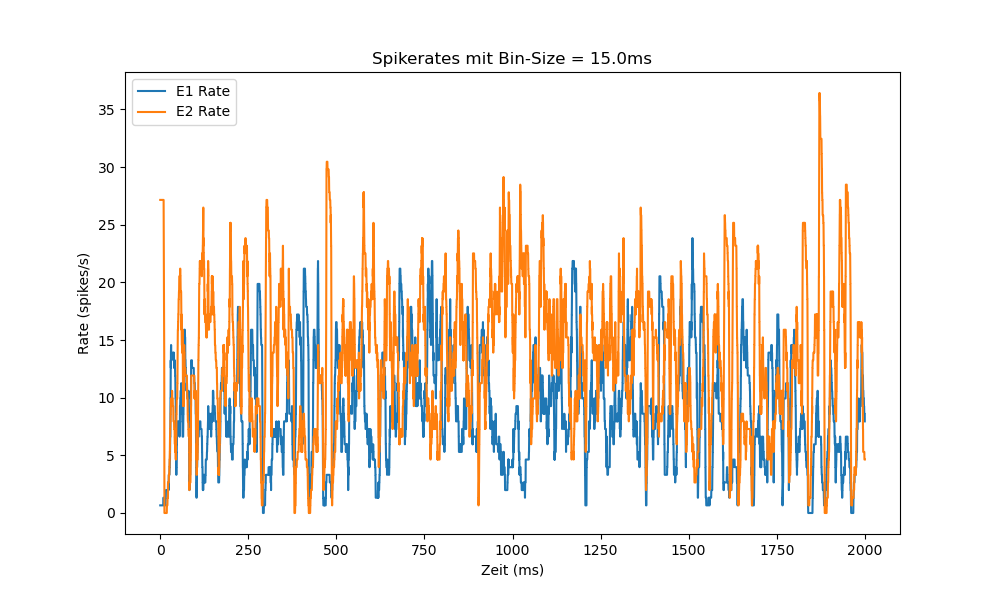 Spikerates mit Bin-Size = 15.0ms
E1 Rate
E2 Rate
35
30
25
20
15
10
5
0
Rate (spikes/s)
0 250 500 750 1000 1250 1500 1750 2000
Zeit (ms)